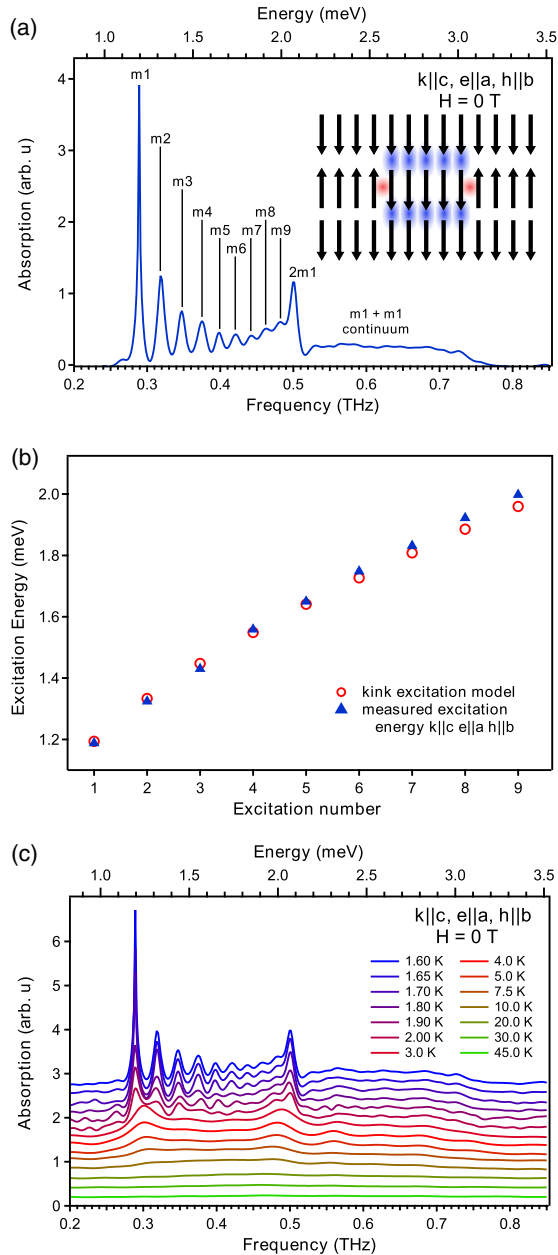 (a)
Energy (meV)
1.0 1.5 2.0 2.5 3.0 3.5
Absorption (arb. u)
4
3
2
1
0
k||c, e||a, h||b
H = 0 T
m1
m2
m3
m4
m5
m6
m7
m8
m9
2m1
m1 + m1
continuum
0.2 0.3 0.4 0.5 0.6 0.7 0.8
Frequency (THz)
(b)
Excitation Energy (meV)
2.0
1.8
1.6
1.4
1.2
kink excitation model
measured excitation
energy k||c e||a h||b
1 2 3 4 5 6 7 8 9
Excitation number
(c)
Energy (meV)
1.0 1.5 2.0 2.5 3.0 3.5
Absorption (arb. u)
6
5
4
3
2
1
0
k||c, e||a, h||b
H = 0 T
1.60 K 4.0 K
1.65 K 5.0 K
1.70 K 7.5 K
1.80 K 10.0 K
1.90 K 20.0 K
2.00 K 30.0 K
3.0 K 45.0 K
0.2 0.3 0.4 0.5 0.6 0.7 0.8
Frequency (THz)